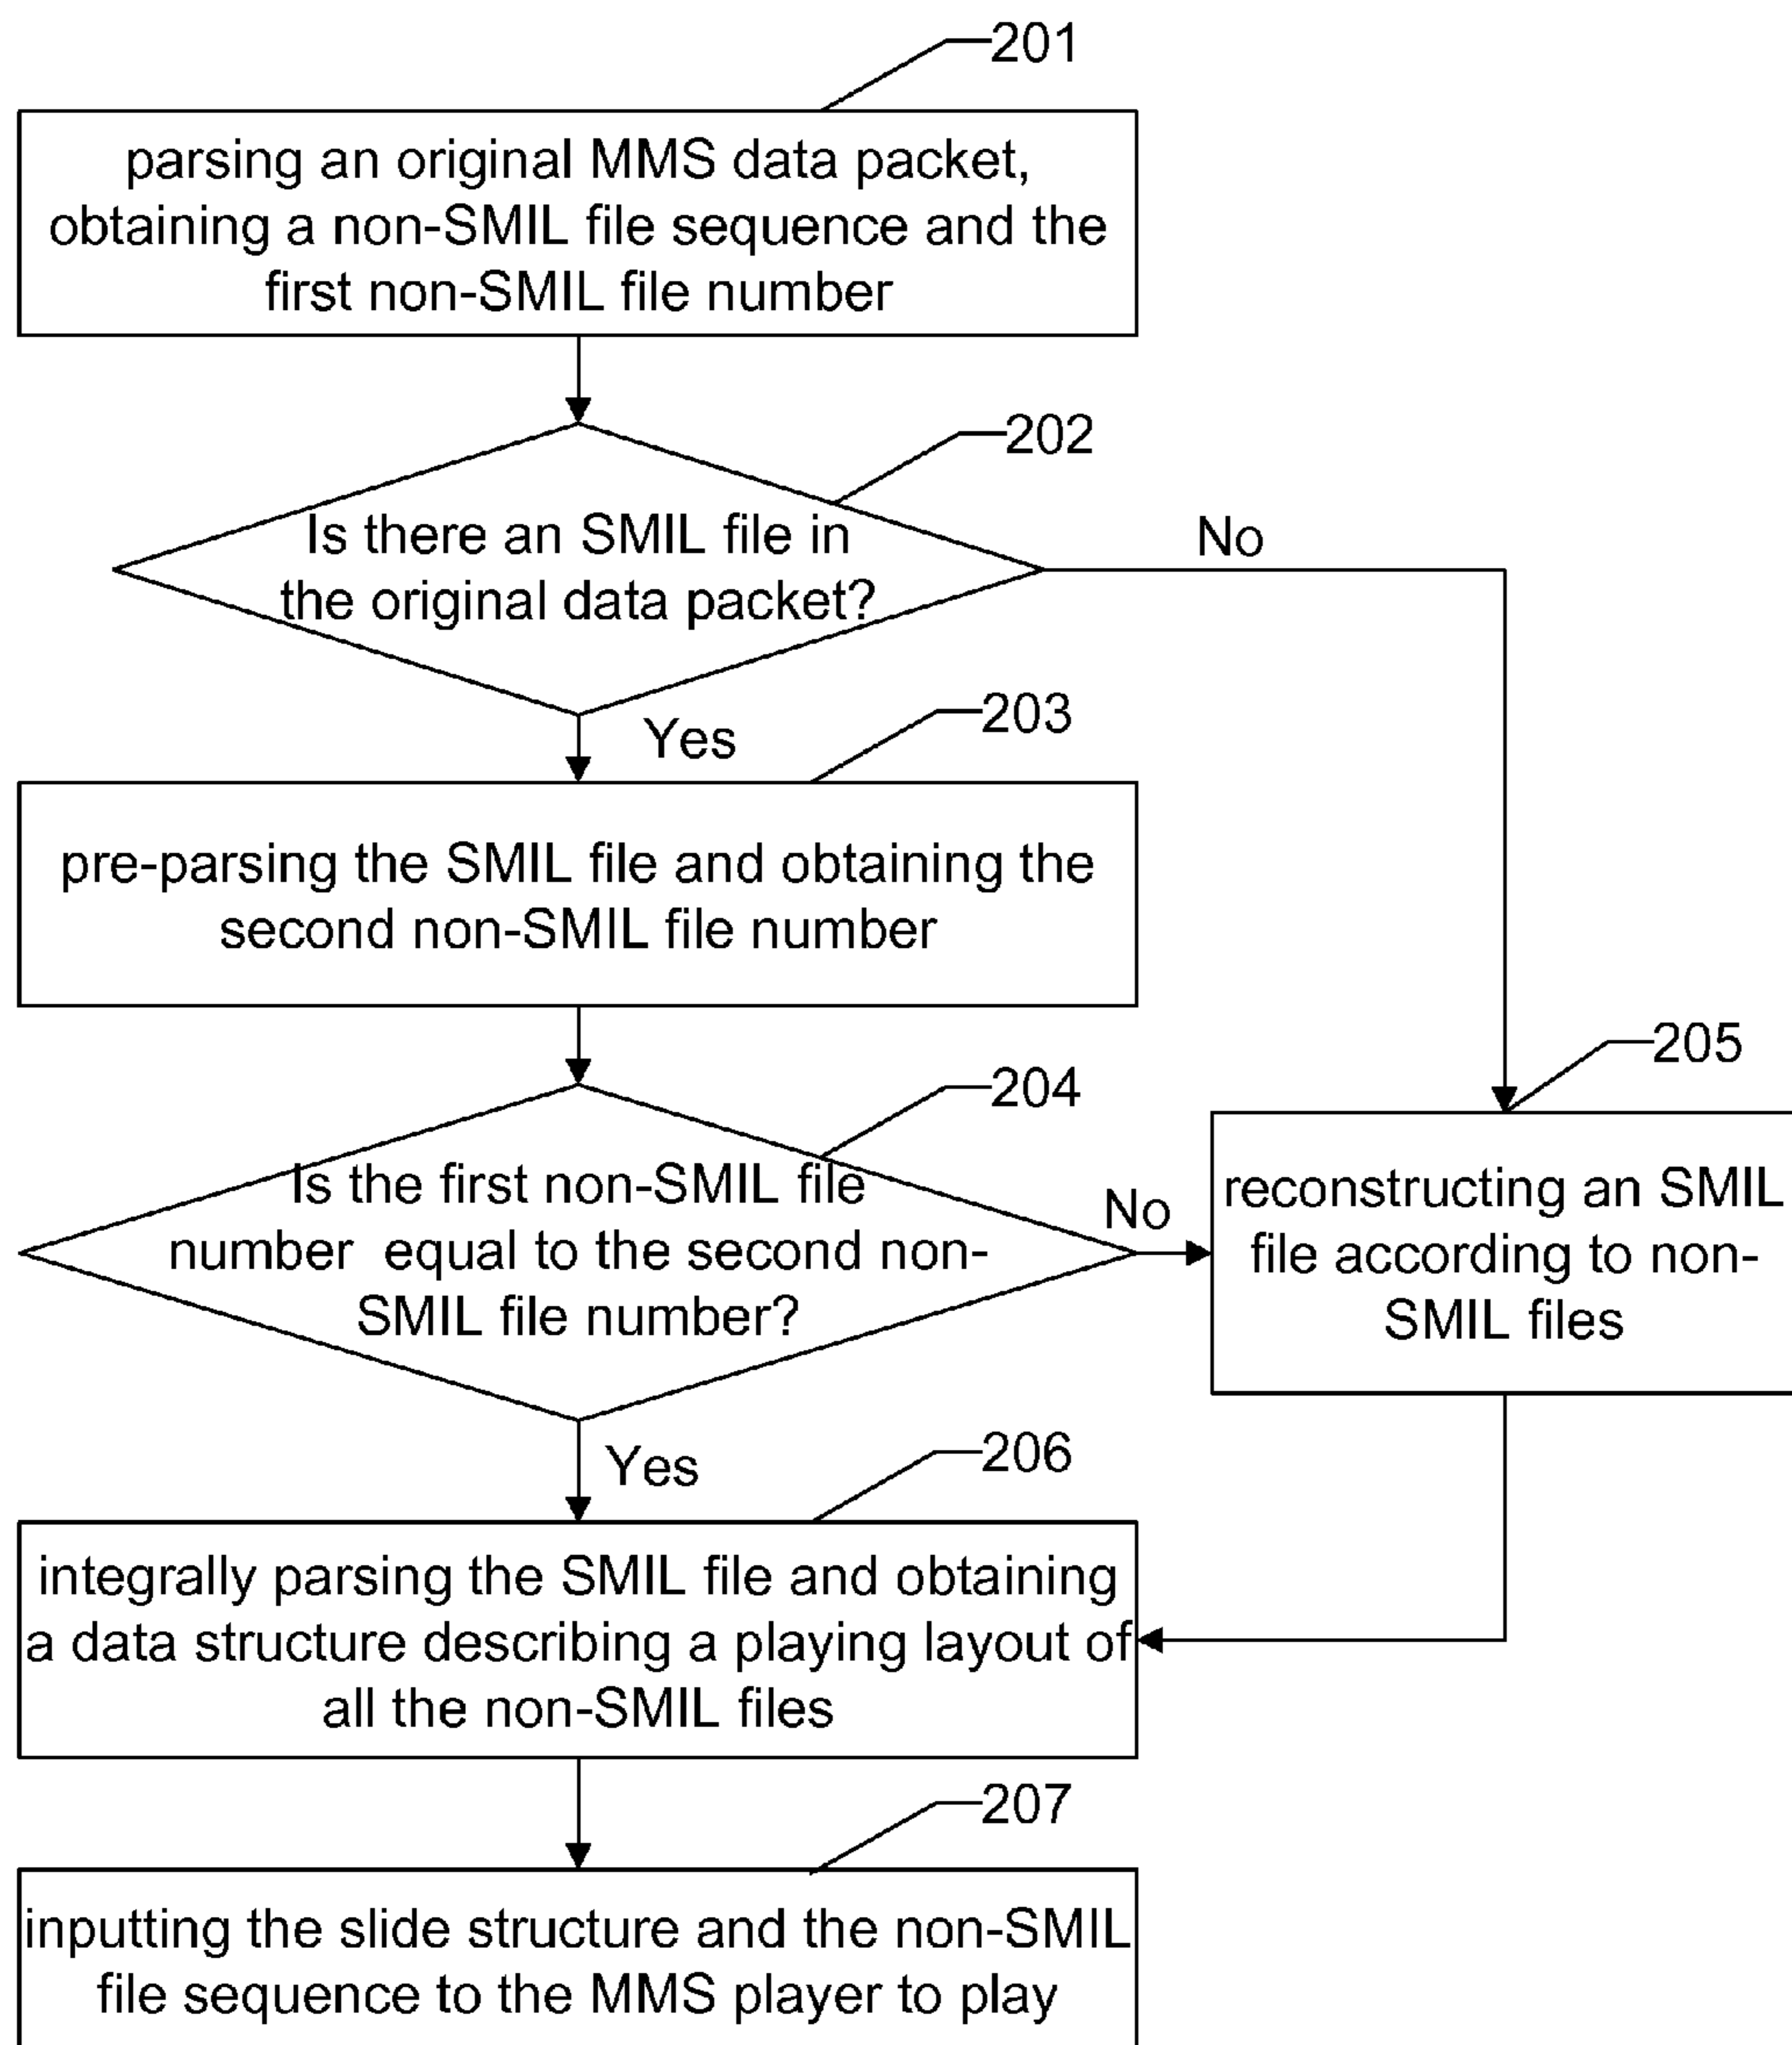 201
parsing an original MMS data packet,
obtaining a non-SMIL file sequence and the
first non-SMIL file number
202
Is there an SMIL file in
the original data packet?
No
Yes
203
pre-parsing the SMIL file and obtaining the
second non-SMIL file number
204
Is the first non-SMIL file
number equal to the second non-
SMIL file number?
No
205
reconstructing an SMIL
file according to non-
SMIL files
Yes
206
integrally parsing the SMIL file and obtaining
a data structure describing a playing layout of
all the non-SMIL files
207
inputting the slide structure and the non-SMIL
file sequence to the MMS player to play